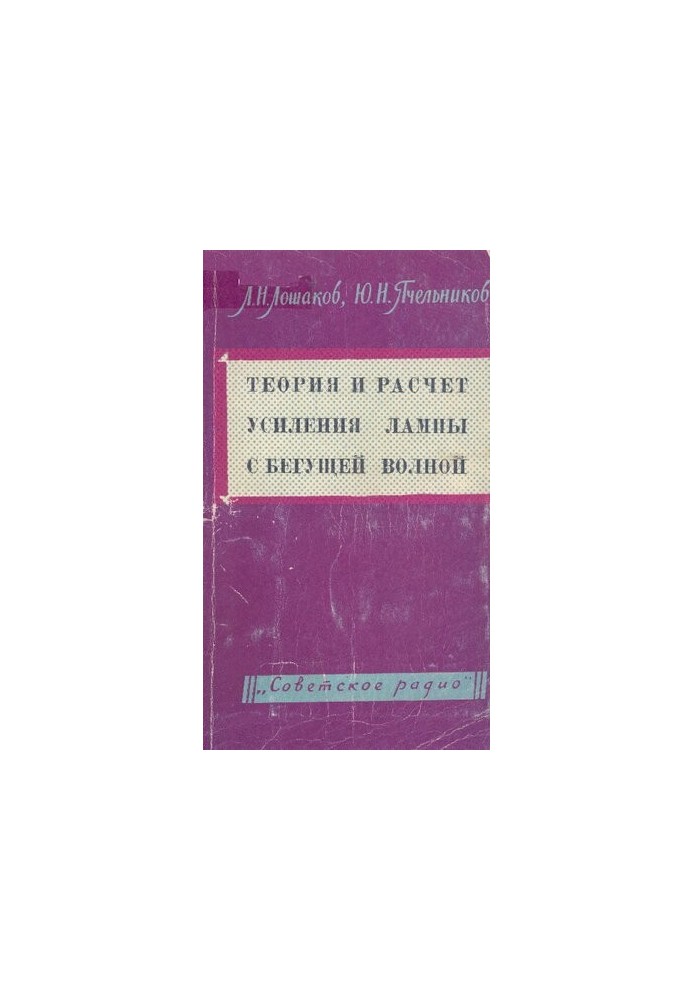 Л.Н.Лошаков, Ю.Н.Пчельников
ТЕОРИЯ И РАСЧЕТ
УСИЛЕНИЯ ЛАМПЫ
С БЕГУЩЕЙ ВОЛНОЙ
„Советское радио"